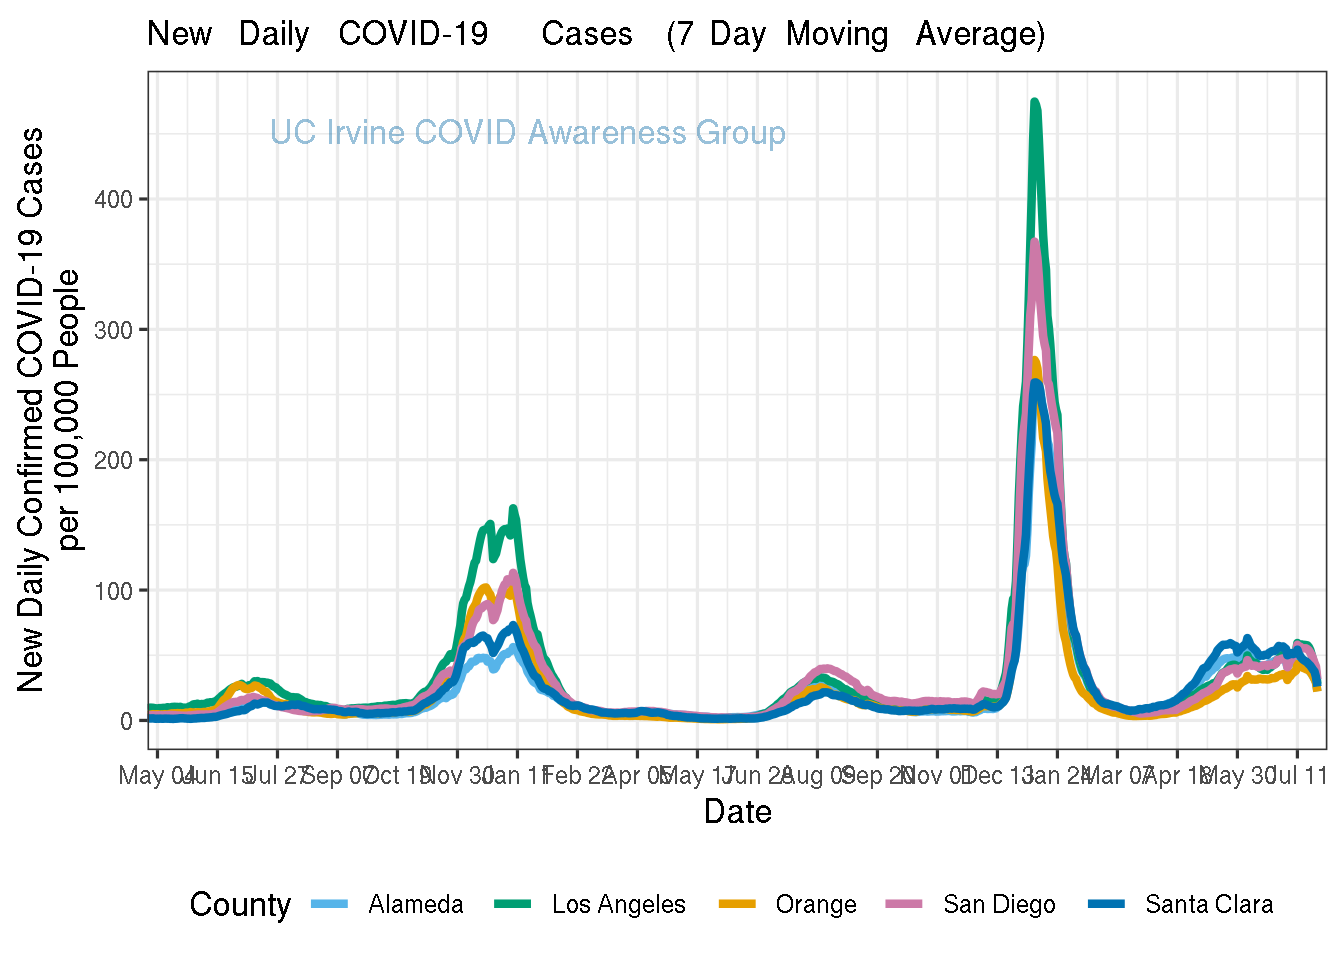 New Daily COVID-19 Cases (7 Day Moving Average)
UC Irvine COVID Awareness Group
New Daily Confirmed COVID-19 Cases
per 100,000 People
400
300
200
100
0
May 04 Jun 15 Jul 27 Sep 07 Oct 19 Nov 30 Jan 11 Feb 22 Apr 05 May 17 Jun 28 Aug 09 Sep 20 Nov 01 Dec 13 Jan 24 Mar 07 Apr 18 May 30 Jul 11
Date
County Alameda Los Angeles Orange San Diego Santa Clara